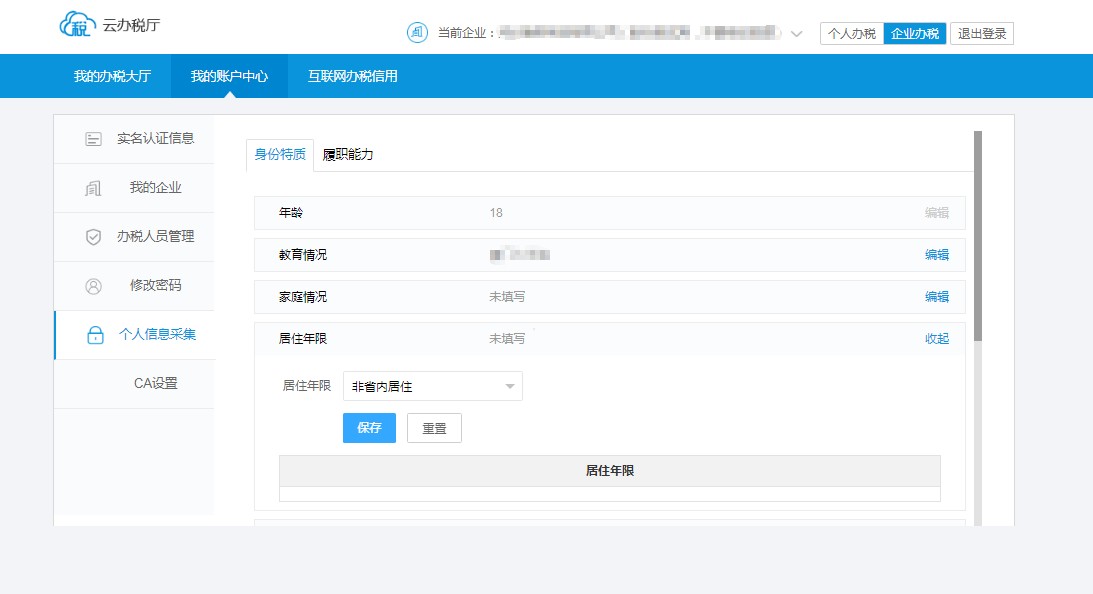 云办税厅
当前企业：
个人办税 企业办税 退出登录
我的办税大厅 我的账户中心 互联网办税信用
实名认证信息
我的企业
办税人员管理
修改密码
个人信息采集
CA设置
身份特质 履职能力
年龄 18 编辑
教育情况 编辑
家庭情况 未填写 编辑
居住年限 未填写 收起
居住年限 非省内居住
保存 重置
居住年限